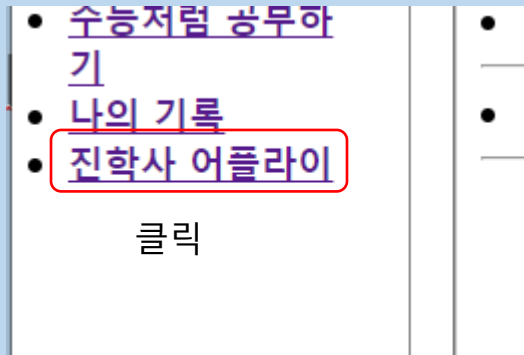 수능처럼 공부하
기
나의 기록
진학사 어플라이
클릭